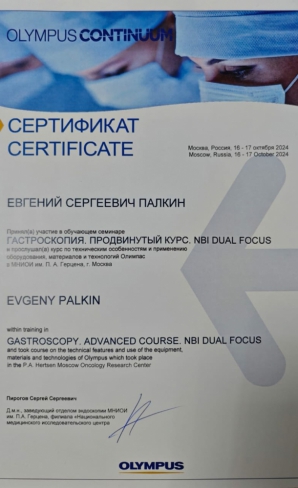 OLYMPUS CONTINUUM
СЕРТИФИКАТ
CERTIFICATE
Москва, Россия, 16 - 17 октября 2024
Moscow, Russia, 16 - 17 October 2024
ЕВГЕНИЙ СЕРГЕЕВИЧ ПАЛКИН
Принял(а) участие в обучающем семинаре
ГАСТРОСКОПИЯ. ПРОДВИНУТЫЙ КУРС. NBI DUAL FOCUS
и прослушал(а) курс по техническим особенностям и применению
оборудования, материалов и технологий Олимпас
в МНИОИ им. П. А. Герцена, г. Москва
EVGENY PALKIN
within training in
GASTROSCOPY. ADVANCED COURSE. NBI DUAL FOCUS
and took course on the technical features and use of the equipment,
materials and technologies of Olympus which took place
in the P.A. Hertsen Moscow Oncology Research Center
Пирогов Сергей Сергеевич
Д.м.н., заведующий отделом эндоскопии МНИОИ
им. П.А. Герцена, филиала «Национального
медицинского исследовательского центра
OLYMPUS